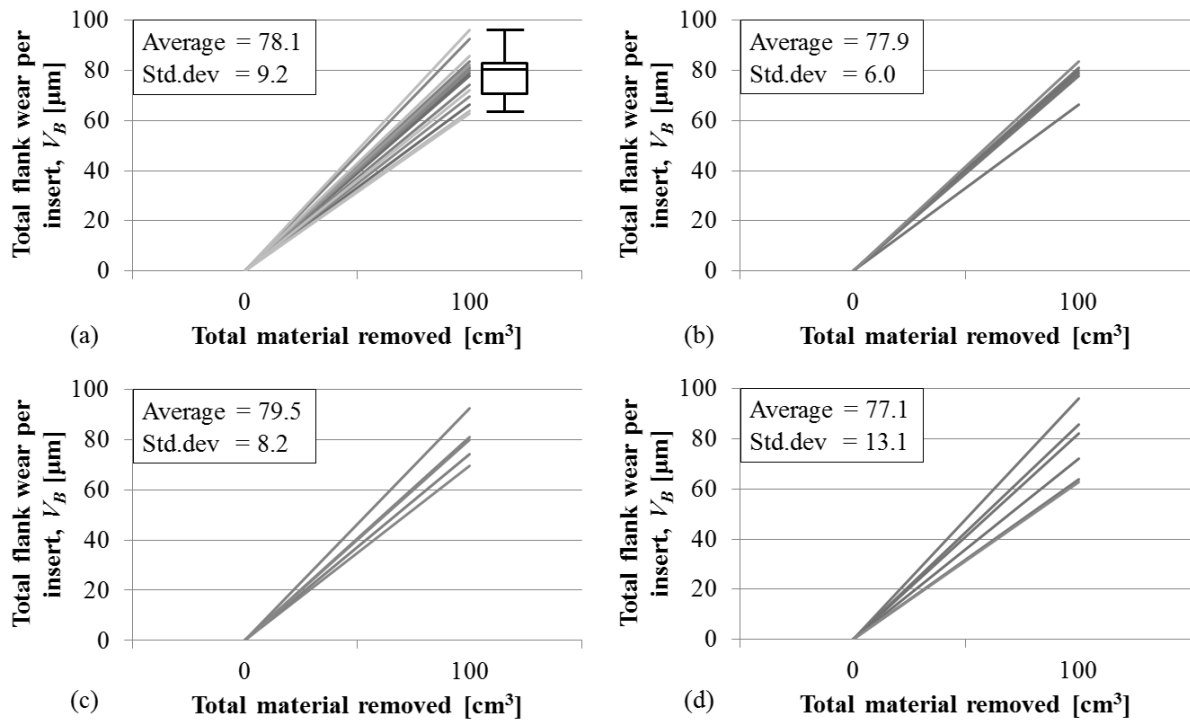 100
80
60
40
20
0
Total flank wear per
insert, V_B [μm]
Average = 78.1
Std.dev = 9.2
0
100
(a)
Total material removed [cm³]
100
80
60
40
20
0
Total flank wear per
insert, V_B [μm]
Average = 77.9
Std.dev = 6.0
0
100
(b)
Total material removed [cm³]
100
80
60
40
20
0
Total flank wear per
insert, V_B [μm]
Average = 79.5
Std.dev = 8.2
0
100
(c)
Total material removed [cm³]
100
80
60
40
20
0
Total flank wear per
insert, V_B [μm]
Average = 77.1
Std.dev = 13.1
0
100
(d)
Total material removed [cm³]